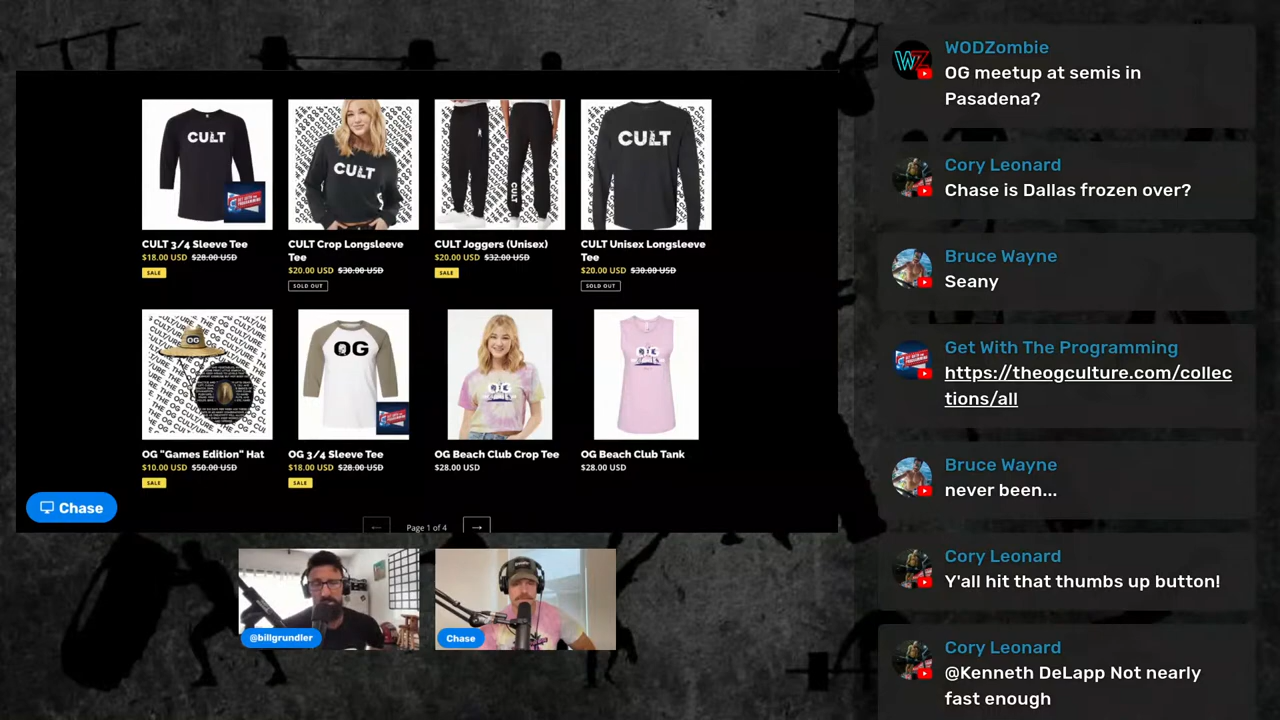 CULT
CULT 3/4 Sleeve Tee
$18.00 USD $28.00 USD
SALE
CULT
CULT Crop Longsleeve
Tee
$20.00 USD $30.00 USD
SOLD OUT
CULT
CULT Joggers (Unisex)
$20.00 USD $32.00 USD
SALE
CULT
CULT Unisex Longsleeve
Tee
$20.00 USD $30.00 USD
SOLD OUT
OG
OG "Games Edition" Hat
$10.00 USD $50.00 USD
SALE
OG
OG 3/4 Sleeve Tee
$18.00 USD $28.00 USD
SALE
OG Beach Club Crop Tee
$28.00 USD
OG Beach Club Tank
$28.00 USD
Page 1 of 4
Chase
@billgrundler
Chase
WODZombie
OG meetup at semis in
Pasadena?
Cory Leonard
Chase is Dallas frozen over?
Bruce Wayne
Seany
Get With The Programming
https://theogculture.com/collec
tions/all
Bruce Wayne
never been...
Cory Leonard
Y'all hit that thumbs up button!
Cory Leonard
@Kenneth DeLapp Not nearly
fast enough